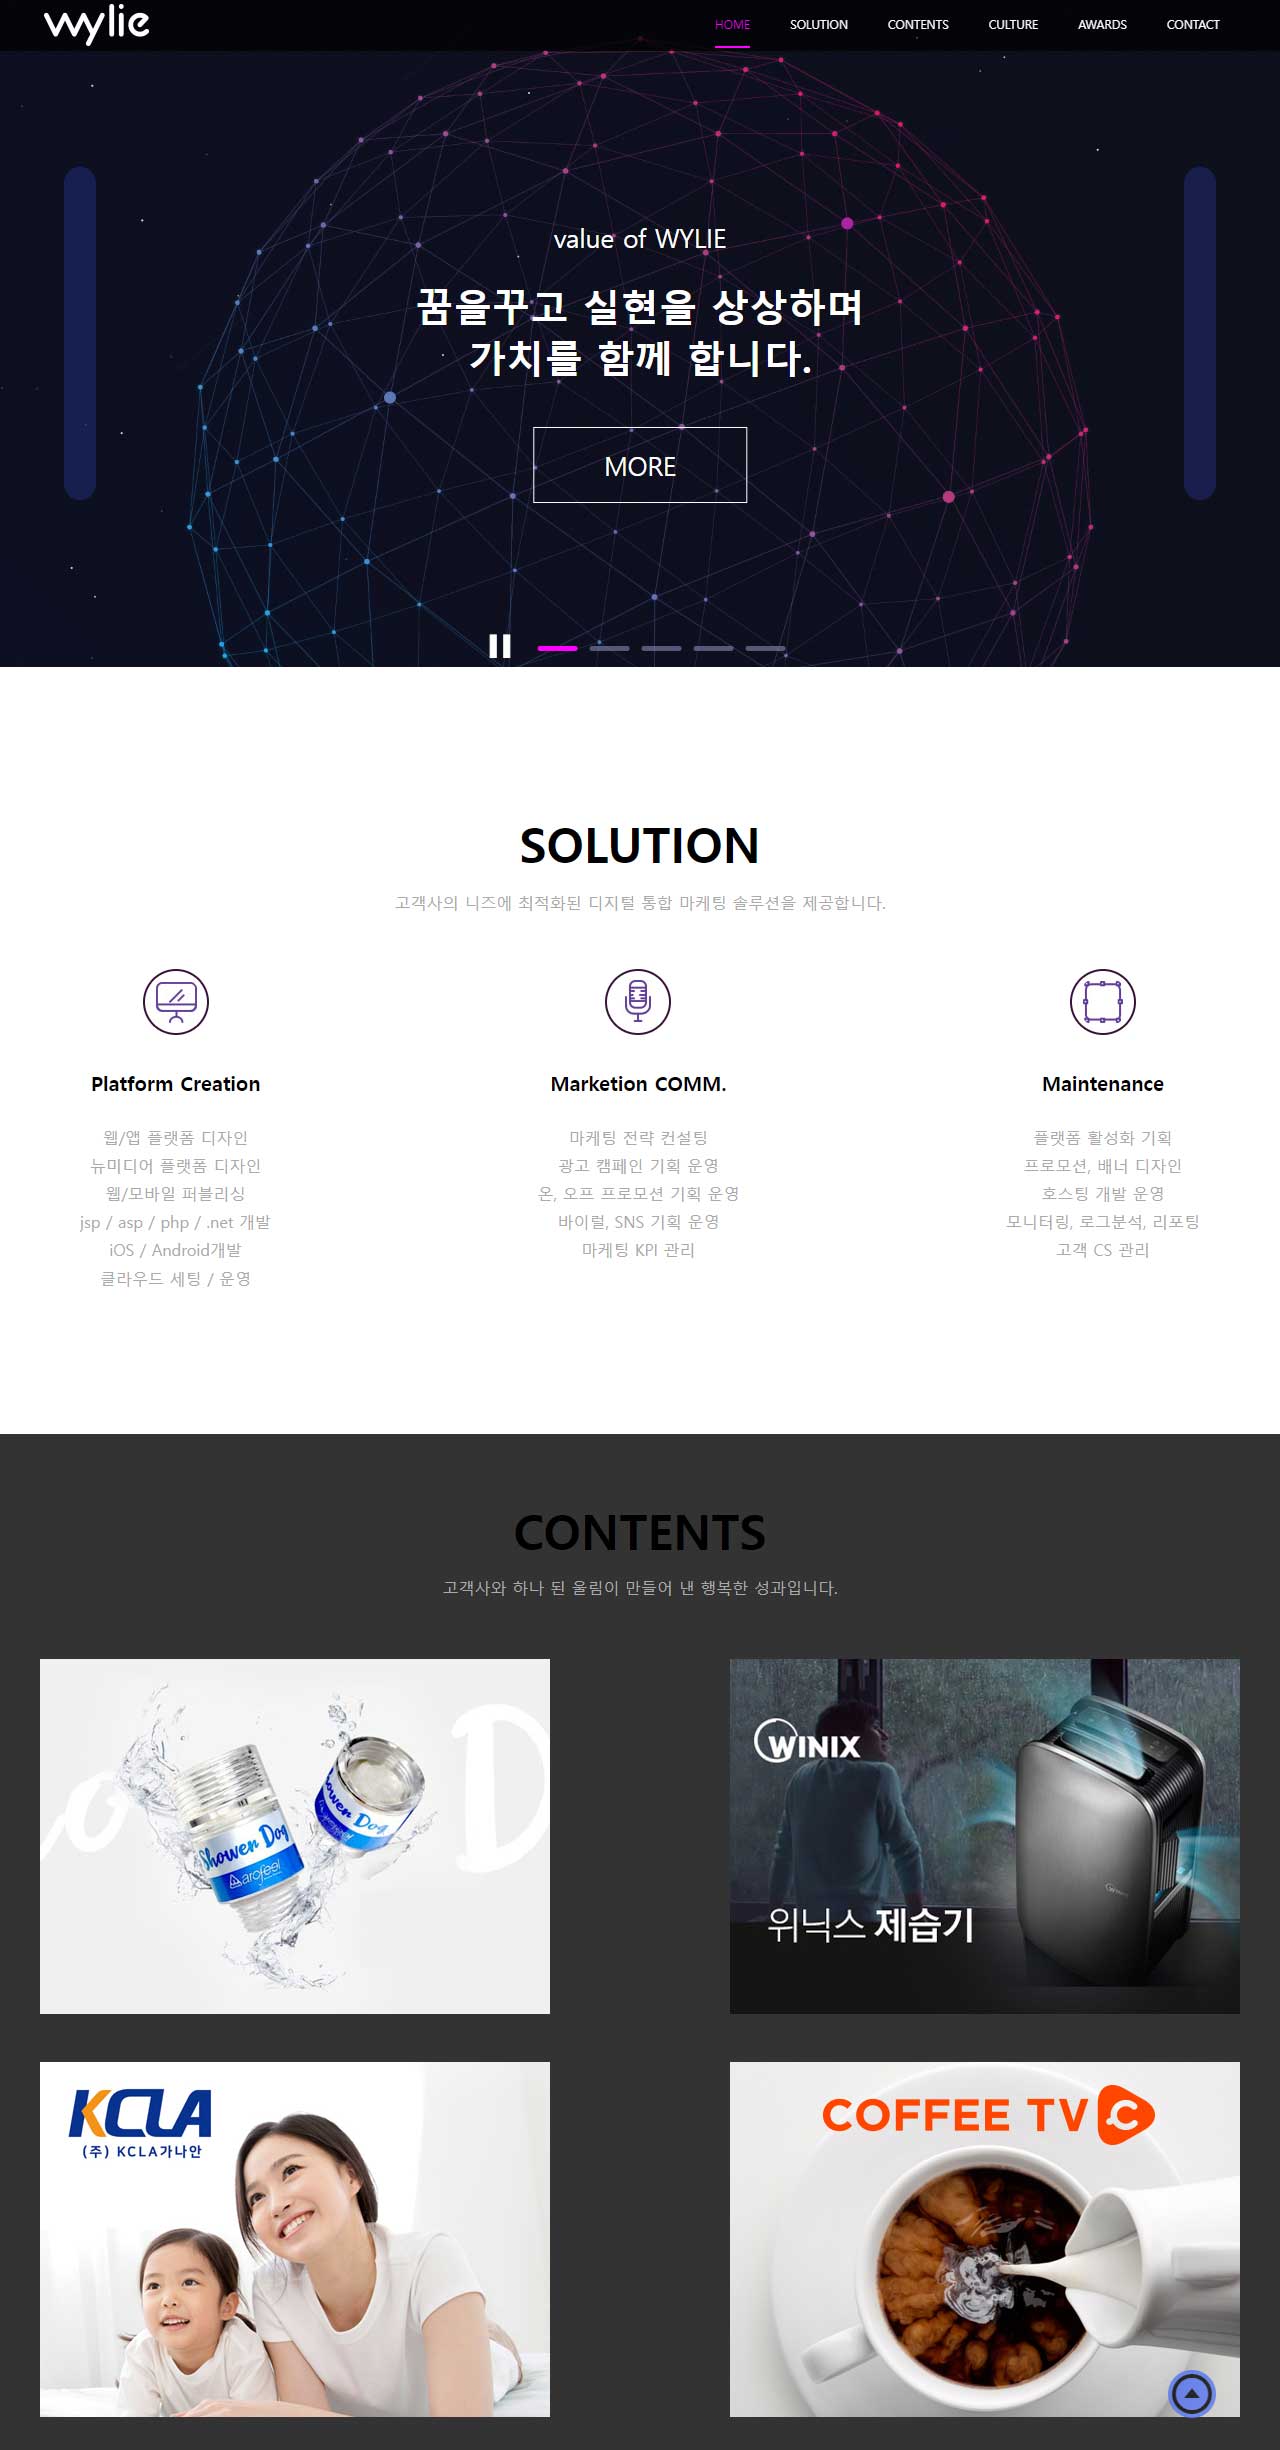 wylie
HOME SOLUTION CONTENTS CULTURE AWARDS CONTACT
value of WYLIE
꿈을꾸고 실현을 상상하며
가치를 함께 합니다.
MORE
SOLUTION
고객사의 니즈에 최적화된 디지털 통합 마케팅 솔루션을 제공합니다.
Platform Creation
웹/앱 플랫폼 디자인
뉴미디어 플랫폼 디자인
웹/모바일 퍼블리싱
jsp / asp / php / .net 개발
iOS / Android개발
클라우드 세팅 / 운영
Marketion COMM.
마케팅 전략 컨설팅
광고 캠페인 기획 운영
온, 오프 프로모션 기획 운영
바이럴, SNS 기획 운영
마케팅 KPI 관리
Maintenance
플랫폼 활성화 기획
프로모션, 배너 디자인
호스팅 개발 운영
모니터링, 로그분석, 리포팅
고객 CS 관리
CONTENTS
고객사와 하나 된 울림이 만들어 낸 행복한 성과입니다.
Shower Dog
arofeel
Shower Dog
WINIX
위닉스 제습기
WINIX
KCLA
(주) KCLA가나안
COFFEE TV